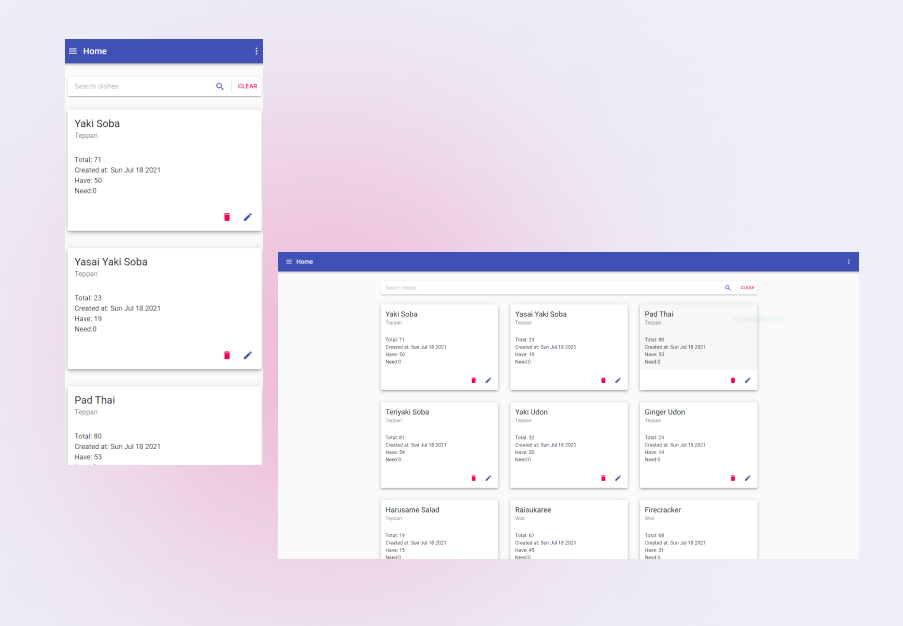 Home
Search dishes
CLEAR
Yaki Soba
Teppan
Total: 71
Created at: Sun Jul 18 2021
Have: 50
Need:0
Yasai Yaki Soba
Teppan
Total: 23
Created at: Sun Jul 18 2021
Have: 19
Need:0
Pad Thai
Teppan
Total: 80
Created at: Sun Jul 18 2021
Have: 53
Home
Search dishes
CLEAR
Yaki Soba
Teppan
Total: 71
Created at: Sun Jul 18 2021
Have: 50
Need:0
Yasai Yaki Soba
Teppan
Total: 23
Created at: Sun Jul 18 2021
Have: 19
Need:0
Pad Thai
Teppan
Total: 80
Created at: Sun Jul 18 2021
Have: 53
Need:0
Teriyaki Soba
Teppan
Total: 81
Created at: Sun Jul 18 2021
Have: 54
Need:0
Yaki Udon
Teppan
Total: 32
Created at: Sun Jul 18 2021
Have: 20
Need:0
Ginger Udon
Teppan
Total: 24
Created at: Sun Jul 18 2021
Have: 14
Need:0
Harusame Salad
Teppan
Total: 19
Created at: Sun Jul 18 2021
Have: 15
Need:0
Raisukaree
Wok
Total: 67
Created at: Sun Jul 18 2021
Have: 45
Need:0
Firecracker
Wok
Total: 68
Created at: Sun Jul 18 2021
Have: 31
Need:0